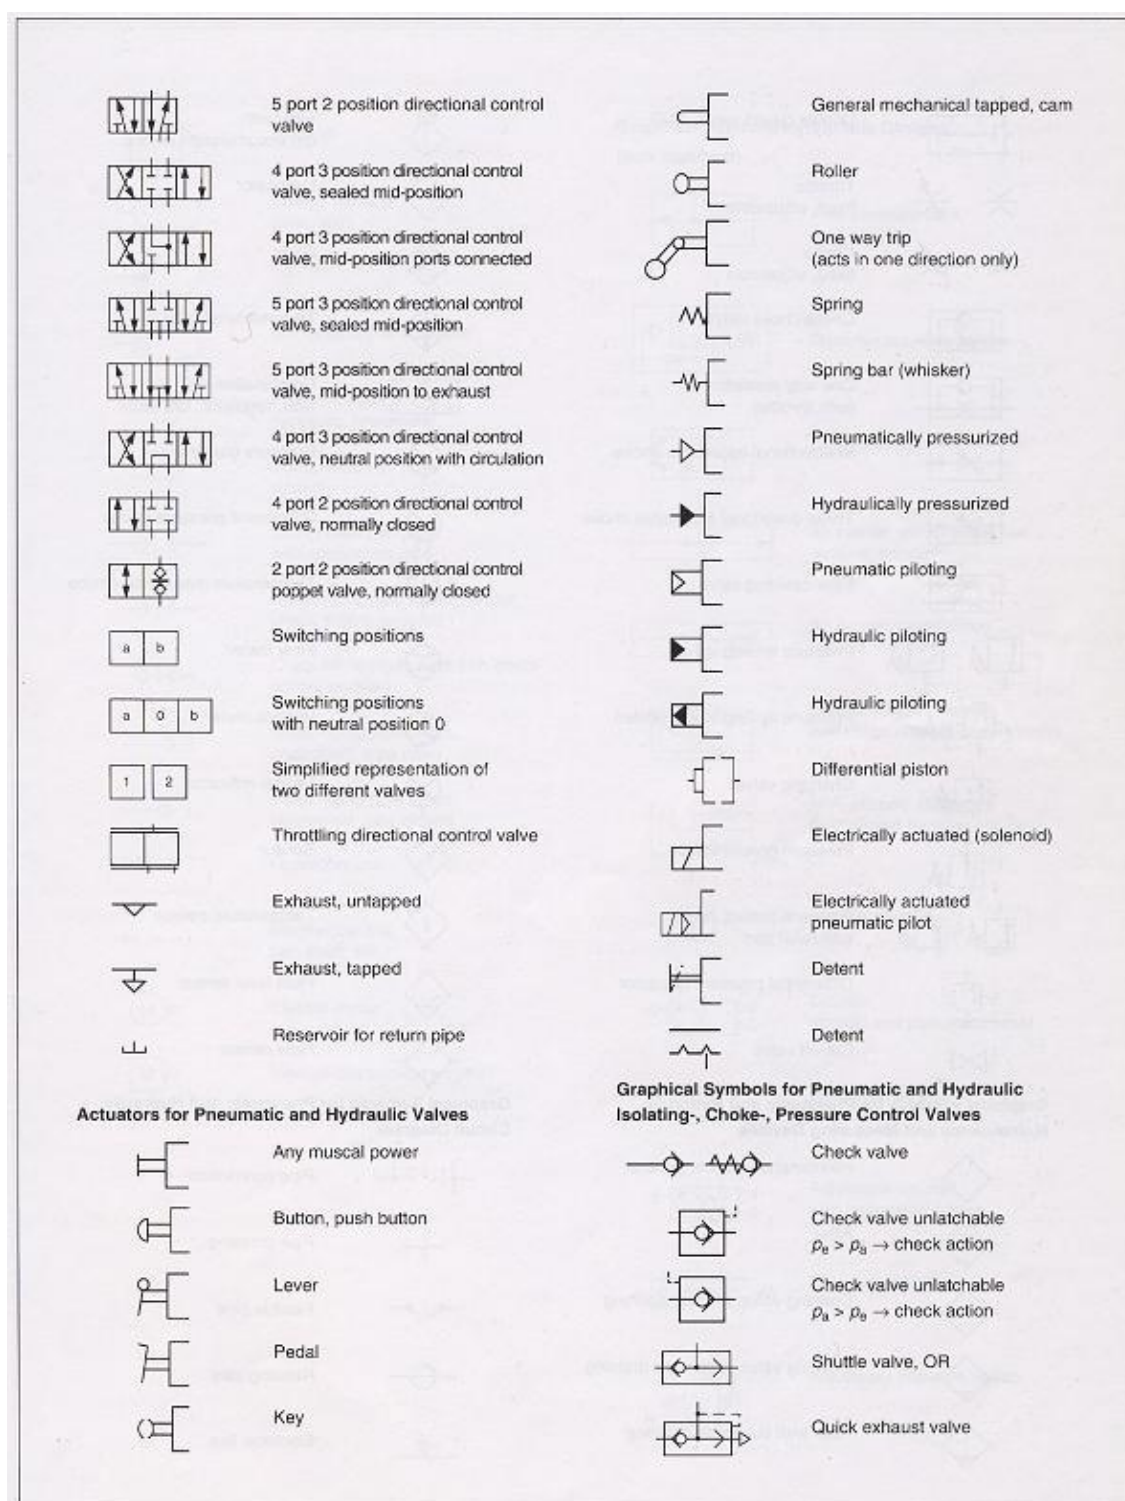 5 port 2 position directional control
valve
4 port 3 position directional control
valve, sealed mid-position
4 port 3 position directional control
valve, mid-position ports connected
5 port 3 position directional control
valve, sealed mid-position
5 port 3 position directional control
valve, mid-position to exhaust
4 port 3 position directional control
valve, neutral position with circulation
4 port 2 position directional control
valve, normally closed
2 port 2 position directional control
poppet valve, normally closed
a b
Switching positions
a 0 b
Switching positions
with neutral position 0
1 2
Simplified representation of
two different valves
Throttling directional control valve
Exhaust, untapped
Exhaust, tapped
Reservoir for return pipe
Actuators for Pneumatic and Hydraulic Valves
Any muscal power
Button, push button
Lever
Pedal
Key
General mechanical tapped, cam
Roller
One way trip
(acts in one direction only)
Spring
Spring bar (whisker)
Pneumatically pressurized
Hydraulically pressurized
Pneumatic piloting
Hydraulic piloting
Hydraulic piloting
Differential piston
Electrically actuated (solenoid)
Electrically actuated
pneumatic pilot
Detent
Detent
Graphical Symbols for Pneumatic and Hydraulic
Isolating-, Choke-, Pressure Control Valves
Check valve
Check valve unlatchable
pe > pa → check action
Check valve unlatchable
pa > pe → check action
Shuttle valve, OR
Quick exhaust valve